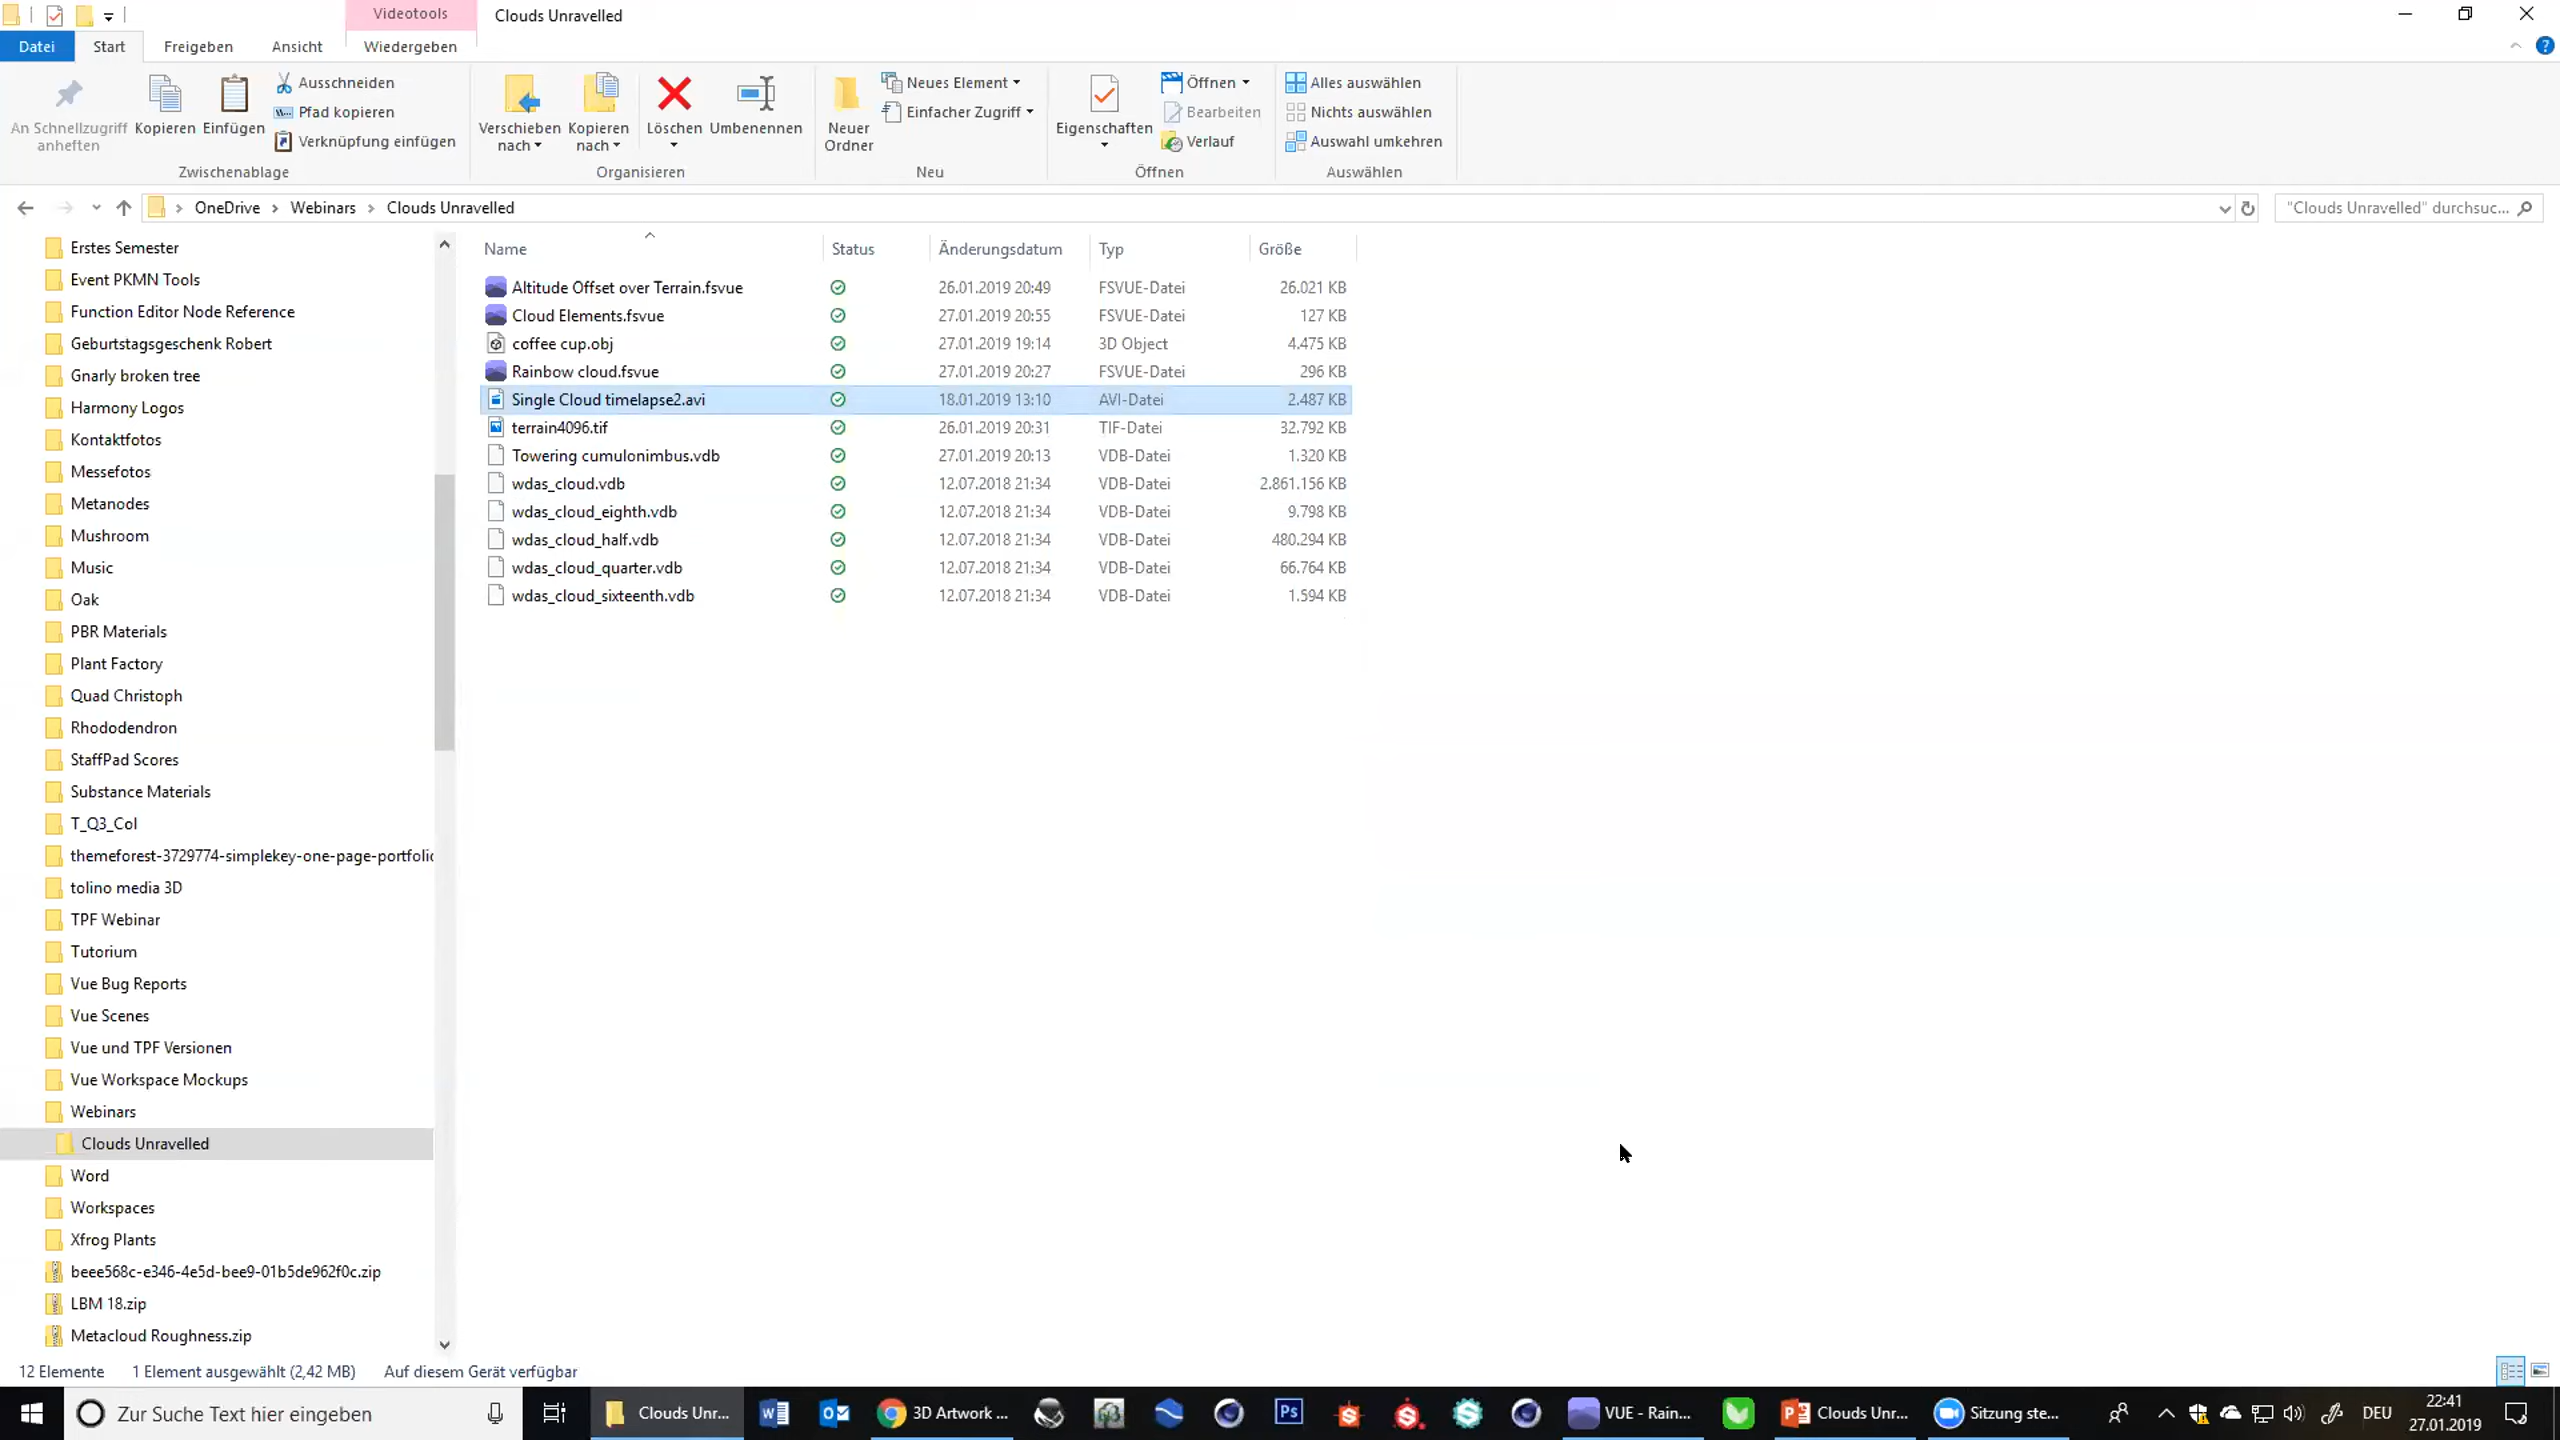 Videotools
Clouds Unravelled
Datei
Start
Freigeben
Ansicht
Wiedergeben
An Schnellzugriff
anheften
Kopieren
Einfügen
Ausschneiden
Pfad kopieren
Verknüpfung einfügen
Zwischenablage
Verschieben
nach
Kopieren
nach
Löschen
Umbenennen
Organisieren
Neuer
Ordner
Neues Element
Einfacher Zugriff
Neu
Eigenschaften
Öffnen
Bearbeiten
Verlauf
Öffnen
Alles auswählen
Nichts auswählen
Auswahl umkehren
Auswählen
OneDrive > Webinars > Clouds Unravelled
"Clouds Unravelled" durchsuc...
Erstes Semester
Event PKMN Tools
Function Editor Node Reference
Geburtstagsgeschenk Robert
Gnarly broken tree
Harmony Logos
Kontaktfotos
Messefotos
Metanodes
Mushroom
Music
Oak
PBR Materials
Plant Factory
Quad Christoph
Rhododendron
StaffPad Scores
Substance Materials
T_Q3_Col
themeforest-3729774-simplekey-one-page-portfolio
tolino media 3D
TPF Webinar
Tutorium
Vue Bug Reports
Vue Scenes
Vue und TPF Versionen
Vue Workspace Mockups
Webinars
Clouds Unravelled
Word
Workspaces
Xfrog Plants
beee568c-e346-4e5d-bee9-01b5de962f0c.zip
LBM 18.zip
Metacloud Roughness.zip
Name Status Änderungsdatum Typ Größe
Altitude Offset over Terrain.fsvue 26.01.2019 20:49 FSVUE-Datei 26.021 KB
Cloud Elements.fsvue 27.01.2019 20:55 FSVUE-Datei 127 KB
coffee cup.obj 27.01.2019 19:14 3D Object 4.475 KB
Rainbow cloud.fsvue 27.01.2019 20:27 FSVUE-Datei 296 KB
Single Cloud timelapse2.avi 18.01.2019 13:10 AVI-Datei 2.487 KB
terrain4096.tif 26.01.2019 20:31 TIF-Datei 32.792 KB
Towering cumulonimbus.vdb 27.01.2019 20:13 VDB-Datei 1.320 KB
wdas_cloud.vdb 12.07.2018 21:34 VDB-Datei 2.861.156 KB
wdas_cloud_eighth.vdb 12.07.2018 21:34 VDB-Datei 9.798 KB
wdas_cloud_half.vdb 12.07.2018 21:34 VDB-Datei 480.294 KB
wdas_cloud_quarter.vdb 12.07.2018 21:34 VDB-Datei 66.764 KB
wdas_cloud_sixteenth.vdb 12.07.2018 21:34 VDB-Datei 1.594 KB
12 Elemente 1 Element ausgewählt (2,42 MB) Auf diesem Gerät verfügbar
Zur Suche Text hier eingeben
Clouds Unr...
3D Artwork ...
Ps
VUE - Rain...
Clouds Unr...
Sitzung ste...
DEU
22:41
27.01.2019